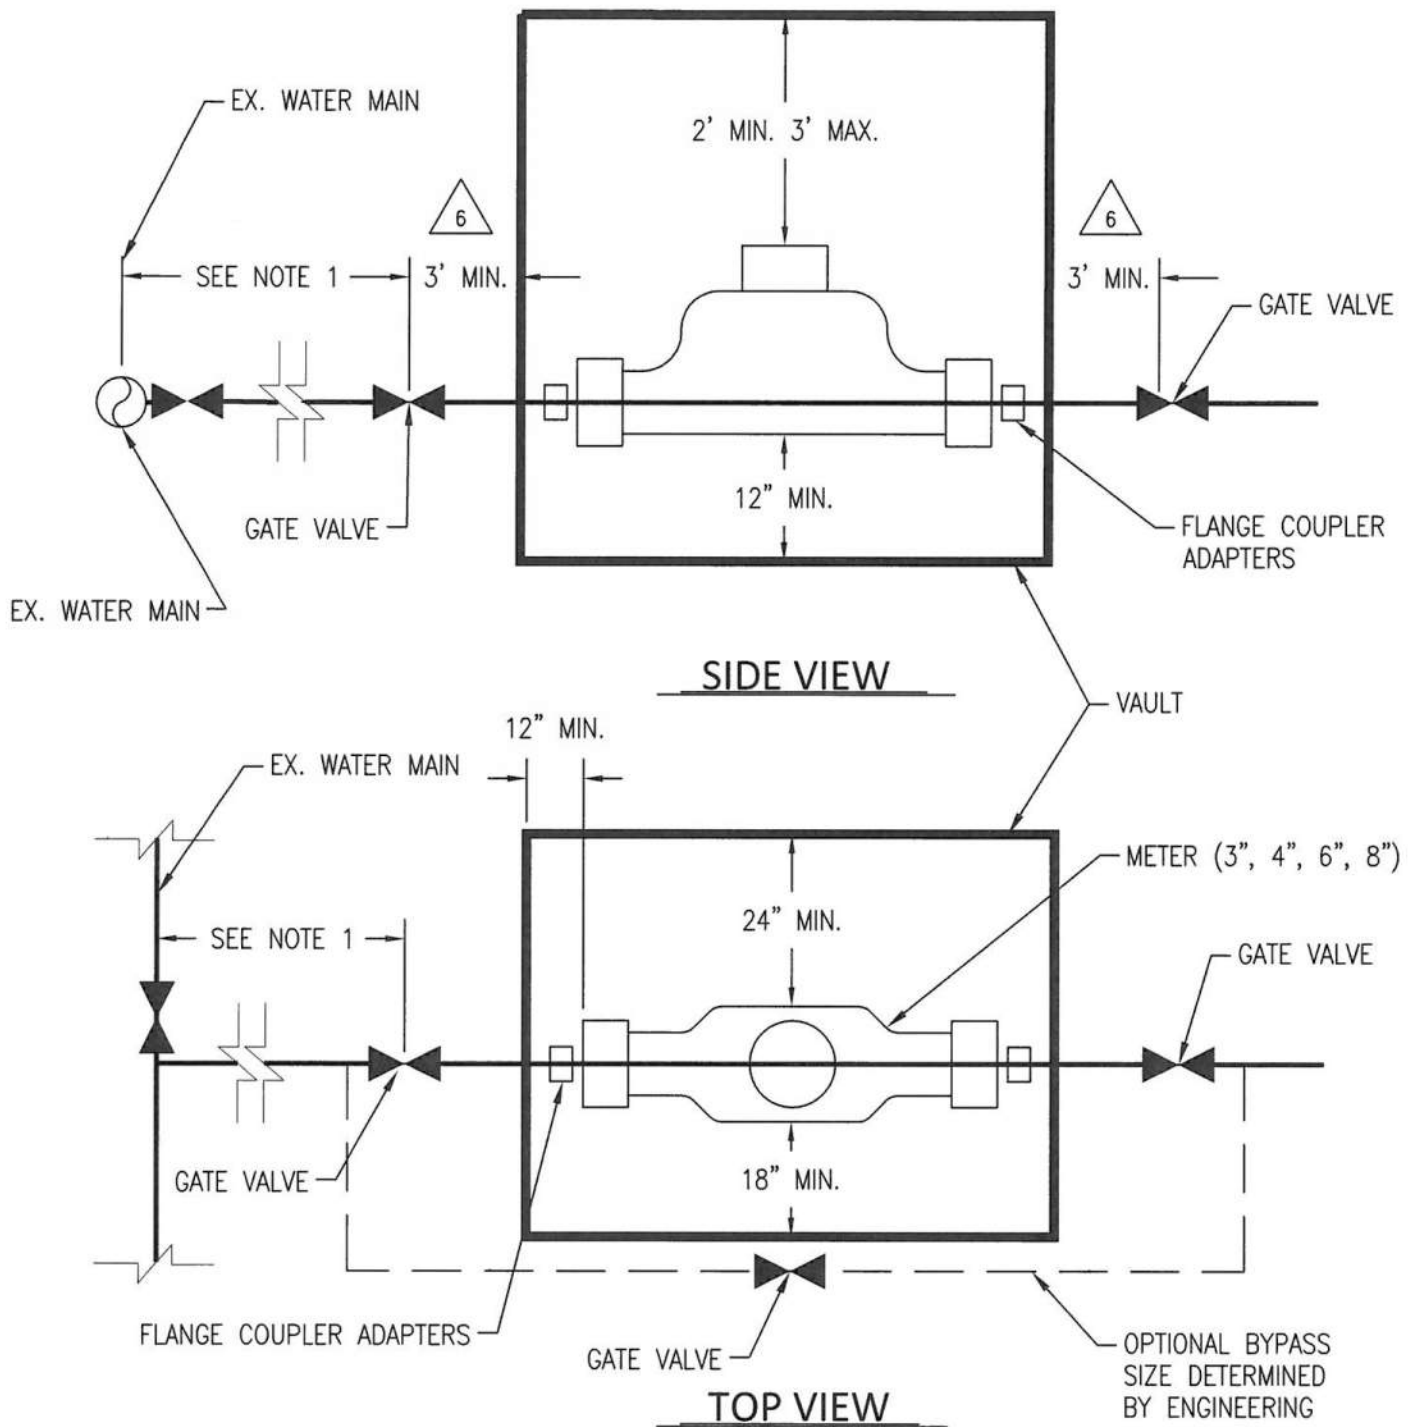 EX. WATER MAIN
2' MIN. 3' MAX.
6
6
SEE NOTE 1
3' MIN.
3' MIN.
GATE VALVE
12" MIN.
GATE VALVE
FLANGE COUPLER
ADAPTERS
EX. WATER MAIN
SIDE VIEW
VAULT
12" MIN.
EX. WATER MAIN
METER (3", 4", 6", 8")
24" MIN.
SEE NOTE 1
GATE VALVE
GATE VALVE
18" MIN.
FLANGE COUPLER ADAPTERS
GATE VALVE
OPTIONAL BYPASS
SIZE DETERMINED
BY ENGINEERING
TOP VIEW